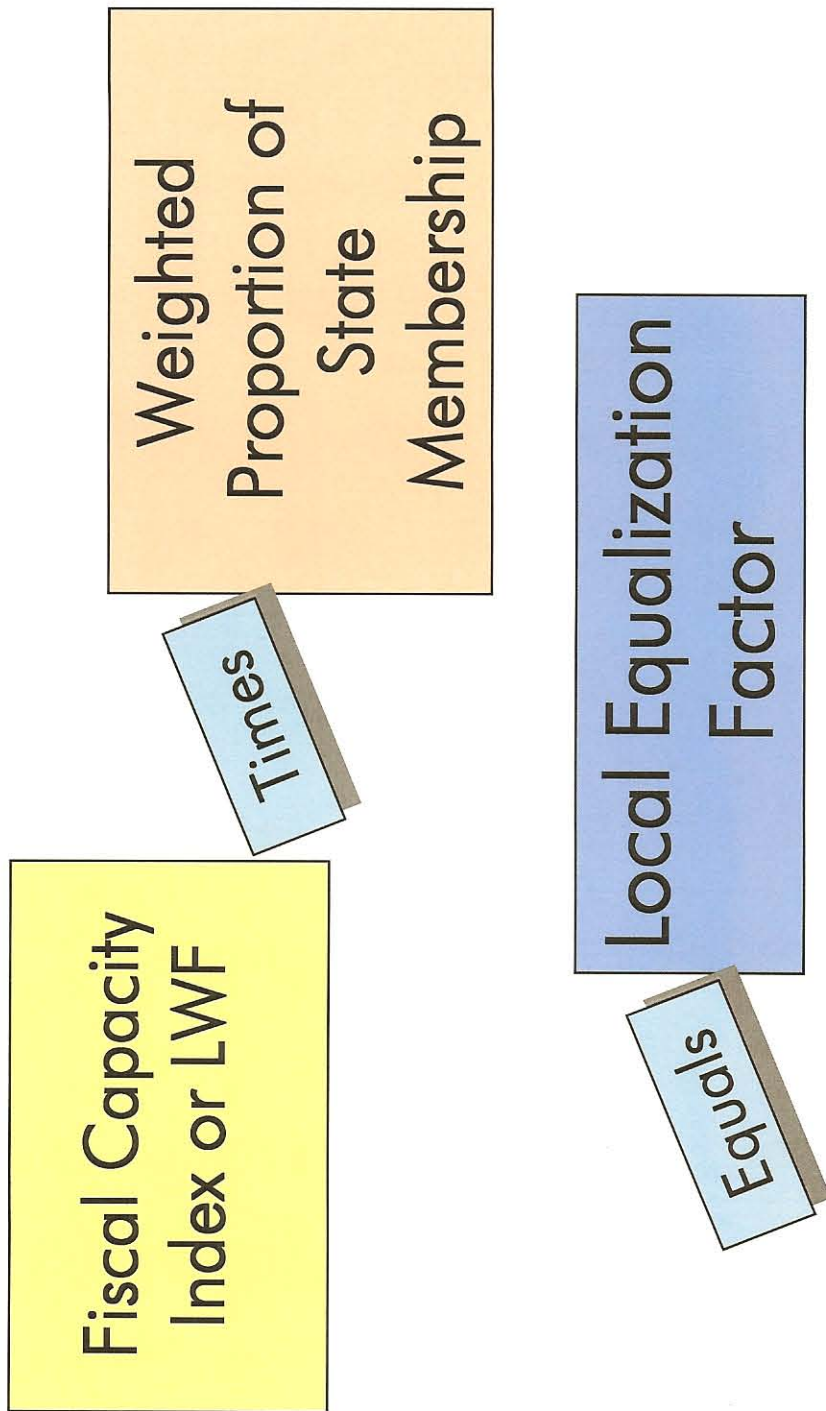 Fiscal Capacity
Index or LWF
Times
Weighted
Proportion of
State
Membership
Equals
Local Equalization
Factor